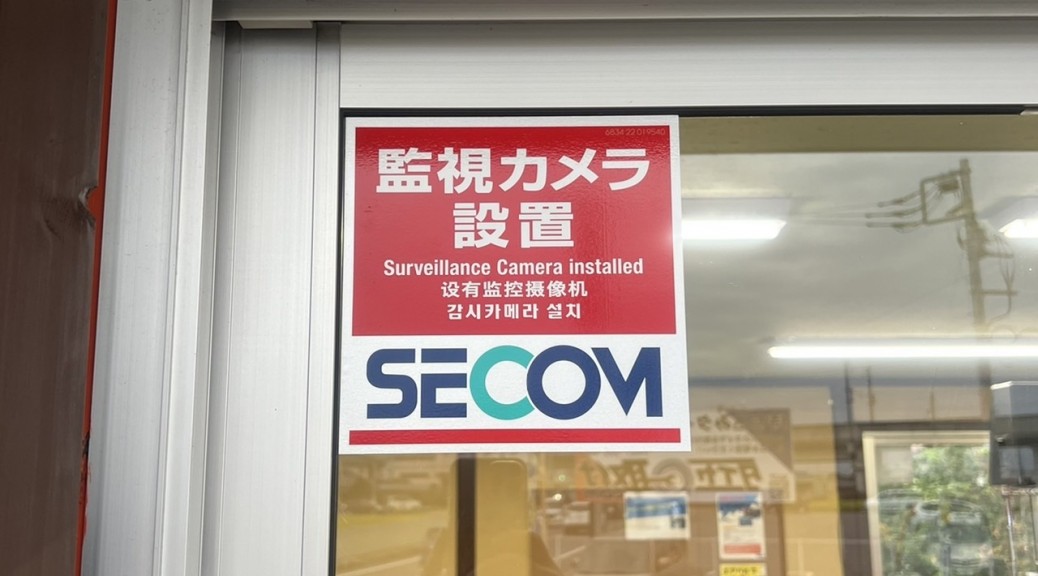 6834 22 019540
監視カメラ
設置
Surveillance Camera installed
设有监控摄像机
감시카메라 설치
SECOM